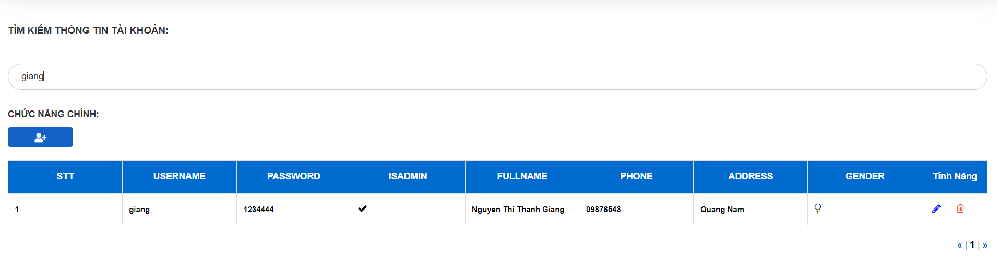 TÌM KIẾM THÔNG TIN TÀI KHOẢN:
giang
CHỨC NĂNG CHÍNH:
STT USERNAME PASSWORD ISADMIN FULLNAME PHONE ADDRESS GENDER Tính Năng
1 giang 1234444 ✔ Nguyen Thi Thanh Giang 09876543 Quang Nam ♀
« | 1 | »